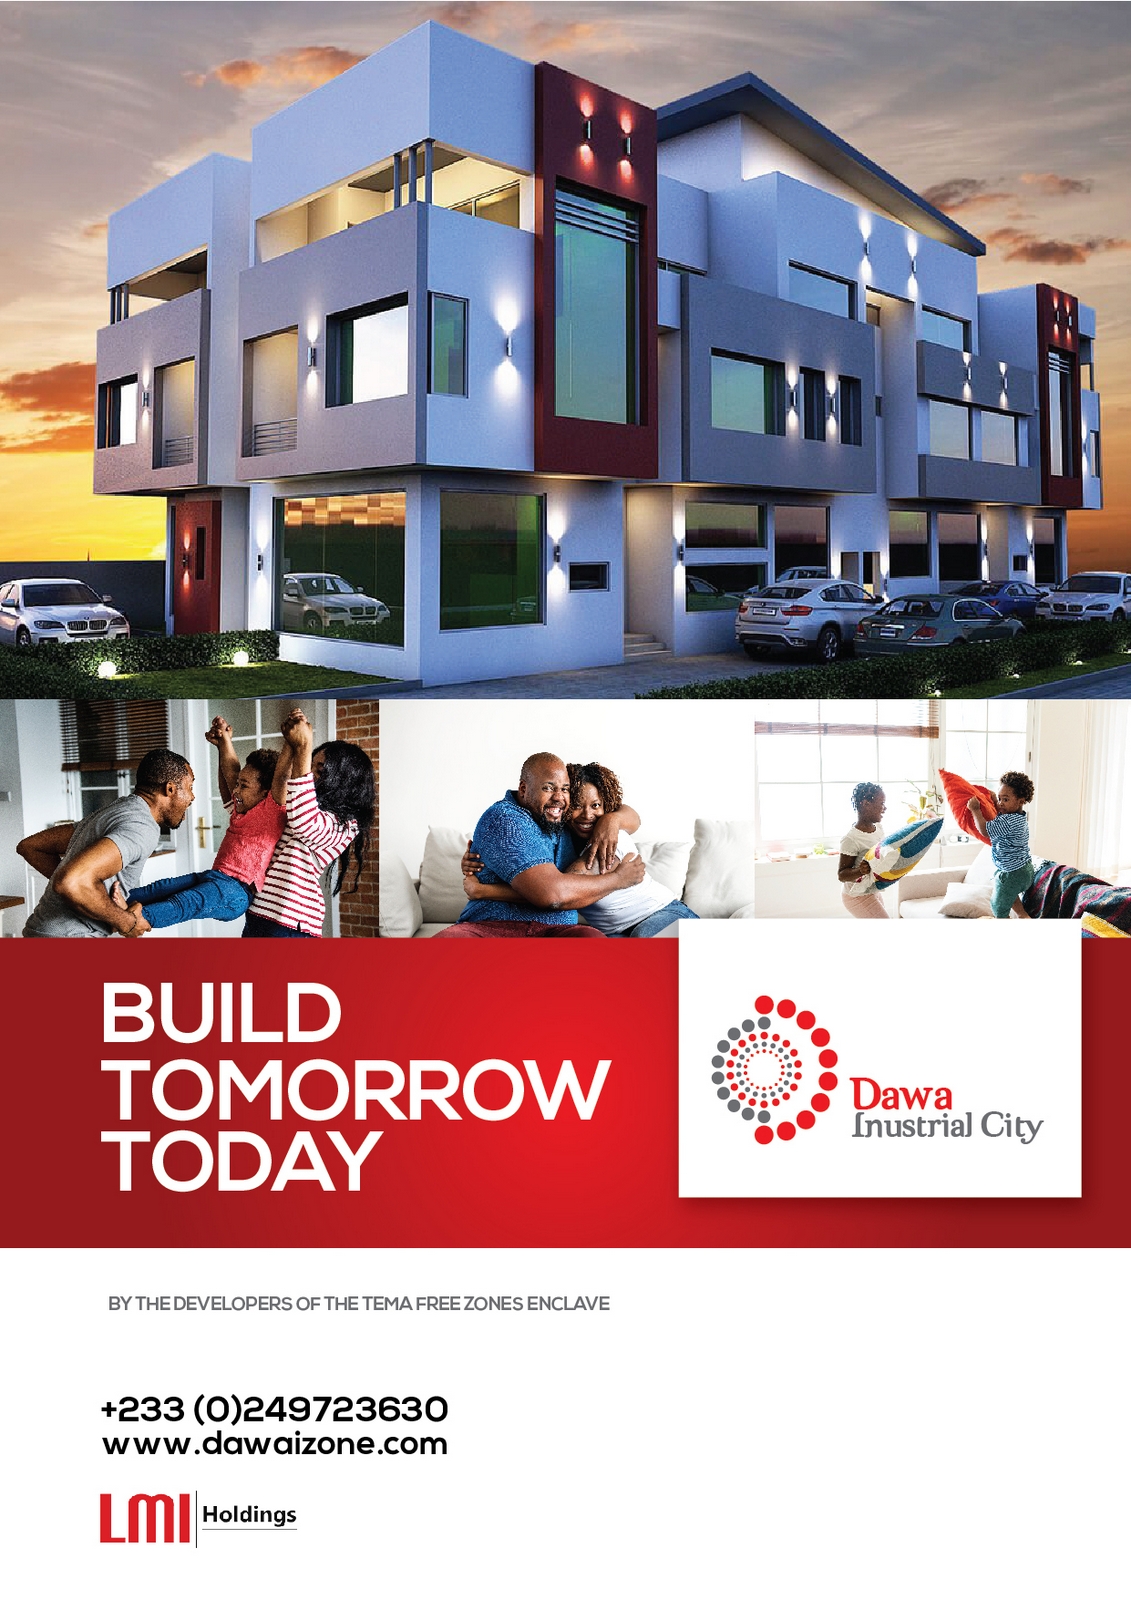 BUILD
TOMORROW
TODAY
Dawa
Inustrial City
BY THE DEVELOPERS OF THE TEMA FREE ZONES ENCLAVE
+233 (0)249723630
www.dawaizone.com
LMI Holdings